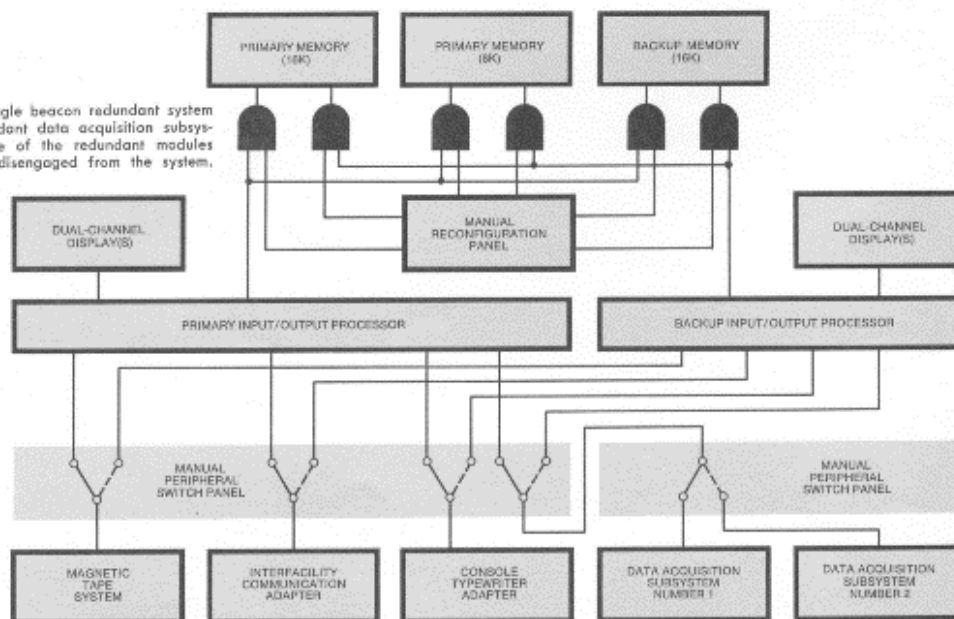 PRIMARY MEMORY
(16K)
PRIMARY MEMORY
(8K)
BACKUP MEMORY
(16K)
gle beacon redundant system
dant data acquisition subsys-
e of the redundant modules
disengaged from the system.
DUAL-CHANNEL
DISPLAY(S)
MANUAL
RECONFIGURATION
PANEL
DUAL-CHANNEL
DISPLAY(S)
PRIMARY INPUT/OUTPUT PROCESSOR
BACKUP INPUT/OUTPUT PROCESSOR
MANUAL
PERIPHERAL
SWITCH PANEL
MANUAL
PERIPHERAL
SWITCH PANEL
MAGNETIC
TAPE
SYSTEM
INTERFACILITY
COMMUNICATION
ADAPTER
CONSOLE
TYPEWRITER
ADAPTER
DATA ACQUISITION
SUBSYSTEM
NUMBER 1
DATA ACQUISITION
SUBSYSTEM
NUMBER 2